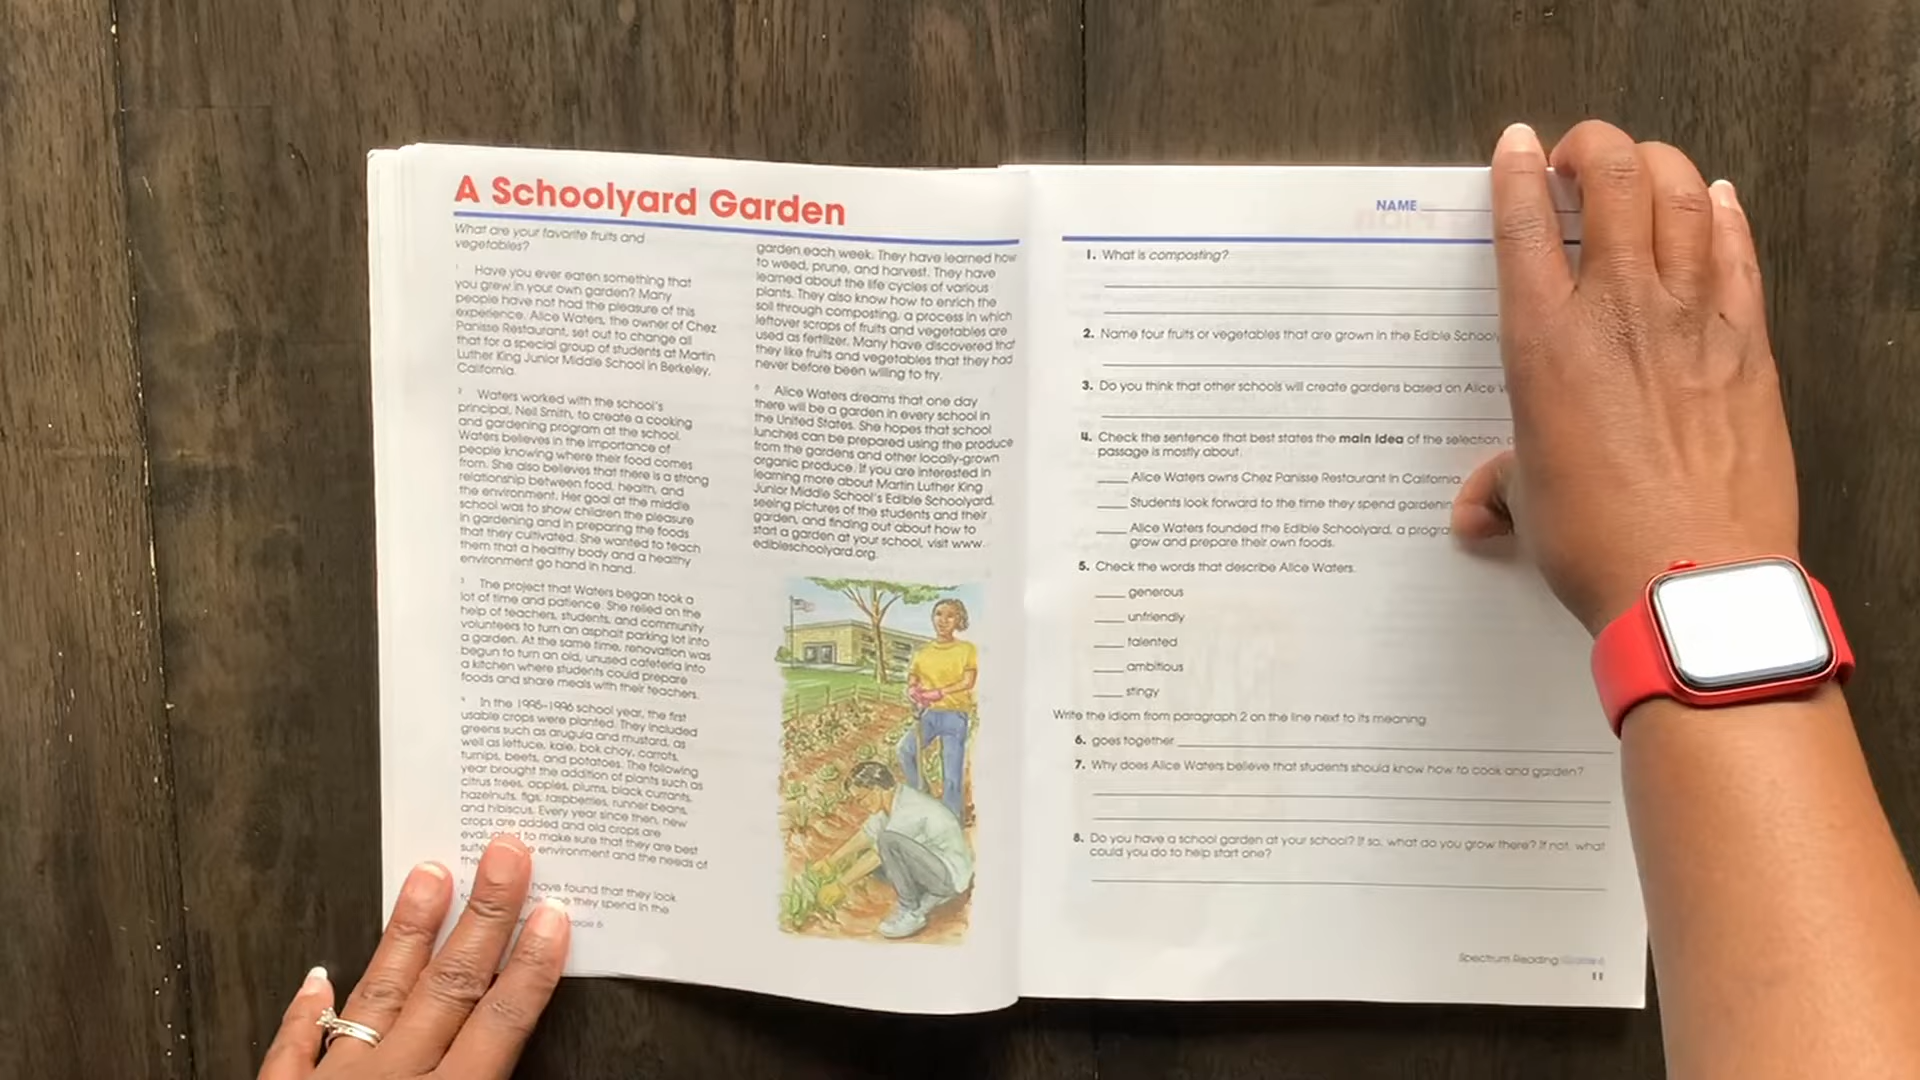 A Schoolyard Garden
What are your favorite fruits and
vegetables?
1 Have you ever eaten something that
you grew in your own garden? Many
people have not had the pleasure of this
experience. Alice Waters, the owner of Chez
Panisse Restaurant, set out to change all
that for a special group of students at Martin
Luther King Junior Middle School in Berkeley,
California.
2 Waters worked with the school's
principal, Neil Smith, to create a cooking
and gardening program at the school.
Waters believes in the importance of
people knowing where their food comes
from. She also believes that there is a strong
relationship between food, health, and
the environment. Her goal at the middle
school was to show children the pleasure
in gardening and in preparing the foods
that they cultivated. She wanted to teach
them that a healthy body and a healthy
environment go hand in hand.
3 The project that Waters began took a
lot of time and patience. She relied on the
help of teachers, students, and community
volunteers to turn an asphalt parking lot into
a garden. At the same time, renovation was
begun to turn an old, unused cafeteria into
a kitchen where students could prepare
foods and share meals with their teachers.
4 In the 1995–1996 school year, the first
usable crops were planted. They included
greens such as arugula and mustard, as
well as lettuce, kale, bok choy, carrots,
turnips, beets, and potatoes. The following
year brought the addition of plants such as
citrus trees, apples, plums, black currants,
hazelnuts, figs, raspberries, runner beans,
and hibiscus. Every year since then, new
crops are added and old crops are
evaluated to make sure that they are best
environment and the needs of
have found that they look
they spend in the
6
garden each week. They have learned how
to weed, prune, and harvest. They have
learned about the life cycles of various
plants. They also know how to enrich the
soil through composting, a process in which
leftover scraps of fruits and vegetables are
used as fertilizer. Many have discovered that
they like fruits and vegetables that they had
never before been willing to try.
6 Alice Waters dreams that one day
there will be a garden in every school in
the United States. She hopes that school
lunches can be prepared using the produce
from the gardens and other locally-grown
organic produce. If you are interested in
learning more about Martin Luther King
Junior Middle School's Edible Schoolyard,
seeing pictures of the students and their
garden, and finding out about how to
start a garden at your school, visit www.
edibleschoolyard.org.
NAME
1. What is composting?
2. Name four fruits or vegetables that are grown in the Edible School
3. Do you think that other schools will create gardens based on Alice
4. Check the sentence that best states the main idea of the selection,
passage is mostly about.
Alice Waters owns Chez Panisse Restaurant in California.
Students look forward to the time they spend
Alice Waters founded the Edible Schoolyard, a
grow and prepare their own foods.
5. Check the words that describe Alice Waters.
generous
unfriendly
talented
ambitious
stingy
Write the idiom from paragraph 2 on the line next to its meaning
6. goes together
7. Why does Alice Waters believe that students should know how to cook and garden?
8. Do you have a school garden at your school? If so, what do you grow there? If not, what
could you do to help start one?
Spectrum Reading Grade 6
11